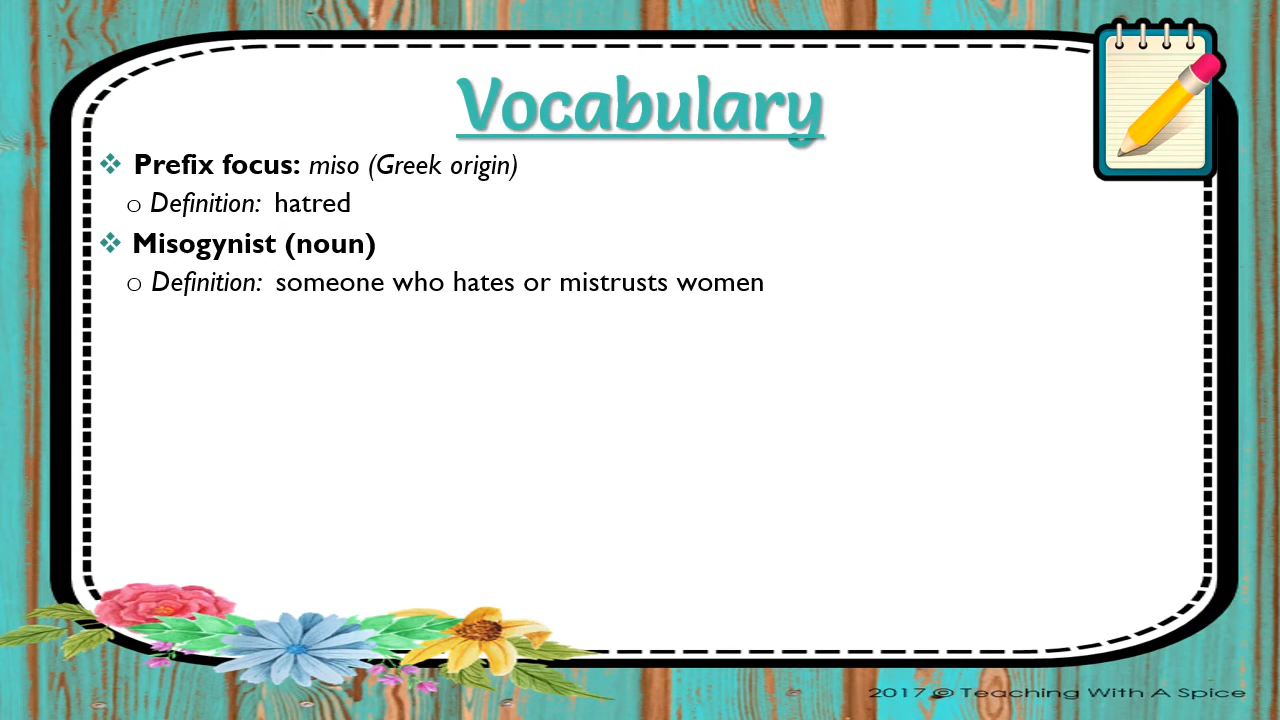 Vocabulary
❖ Prefix focus: miso (Greek origin)
o Definition: hatred
❖ Misogynist (noun)
o Definition: someone who hates or mistrusts women
2017 © Teaching With A Spice